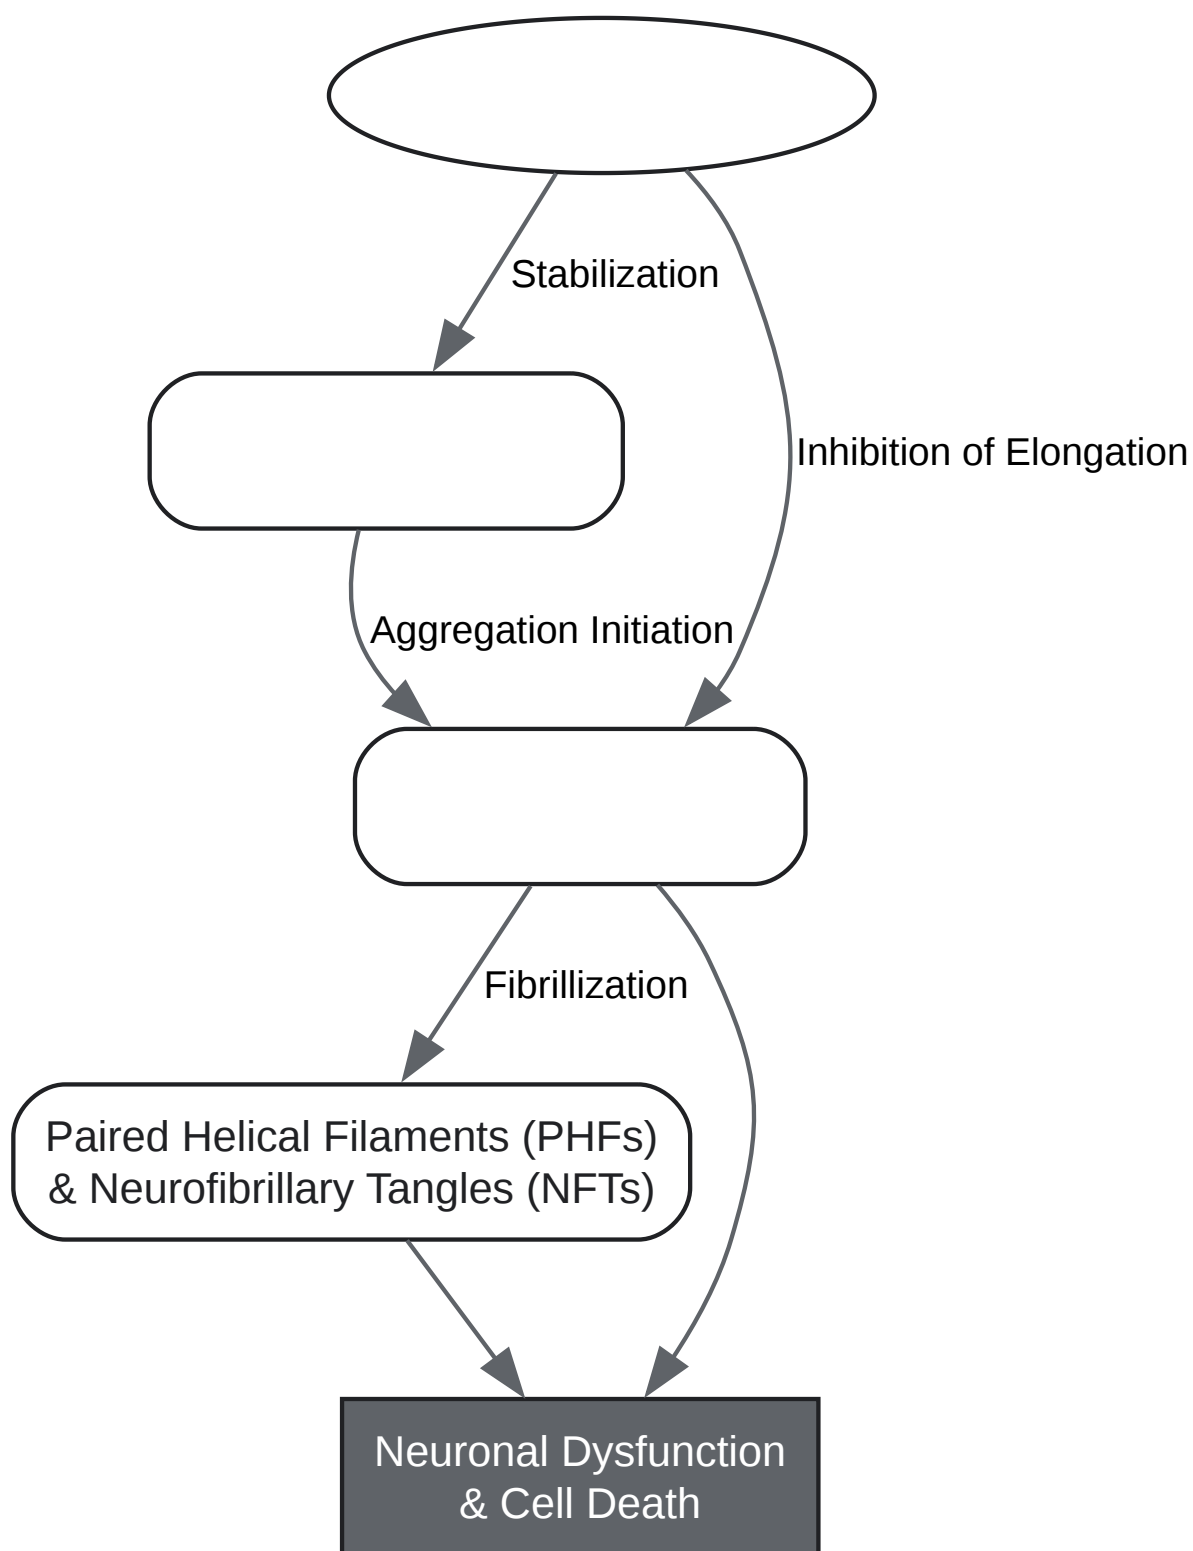 Stabilization
Inhibition of Elongation
Aggregation Initiation
Fibrillization
Paired Helical Filaments (PHFs)
& Neurofibrillary Tangles (NFTs)
Neuronal Dysfunction
& Cell Death